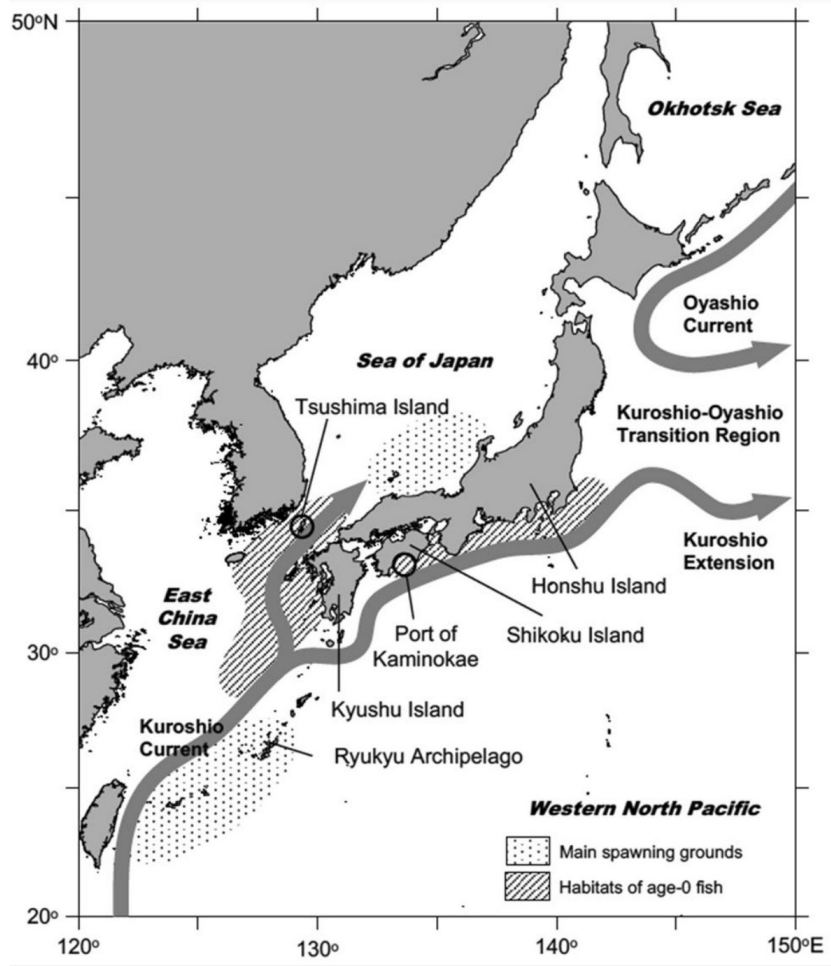 50°N
Okhotsk Sea
Oyashio
Current
40°
Sea of Japan
Tsushima Island
Kuroshio-Oyashio
Transition Region
Kuroshio
Extension
Honshu Island
East
China
Sea
Port of
Kaminokae
Shikoku Island
30°
Kyushu Island
Kuroshio
Current
Ryukyu Archipelago
Western North Pacific
Main spawning grounds
Habitats of age-0 fish
20°
120°
130°
140°
150°E